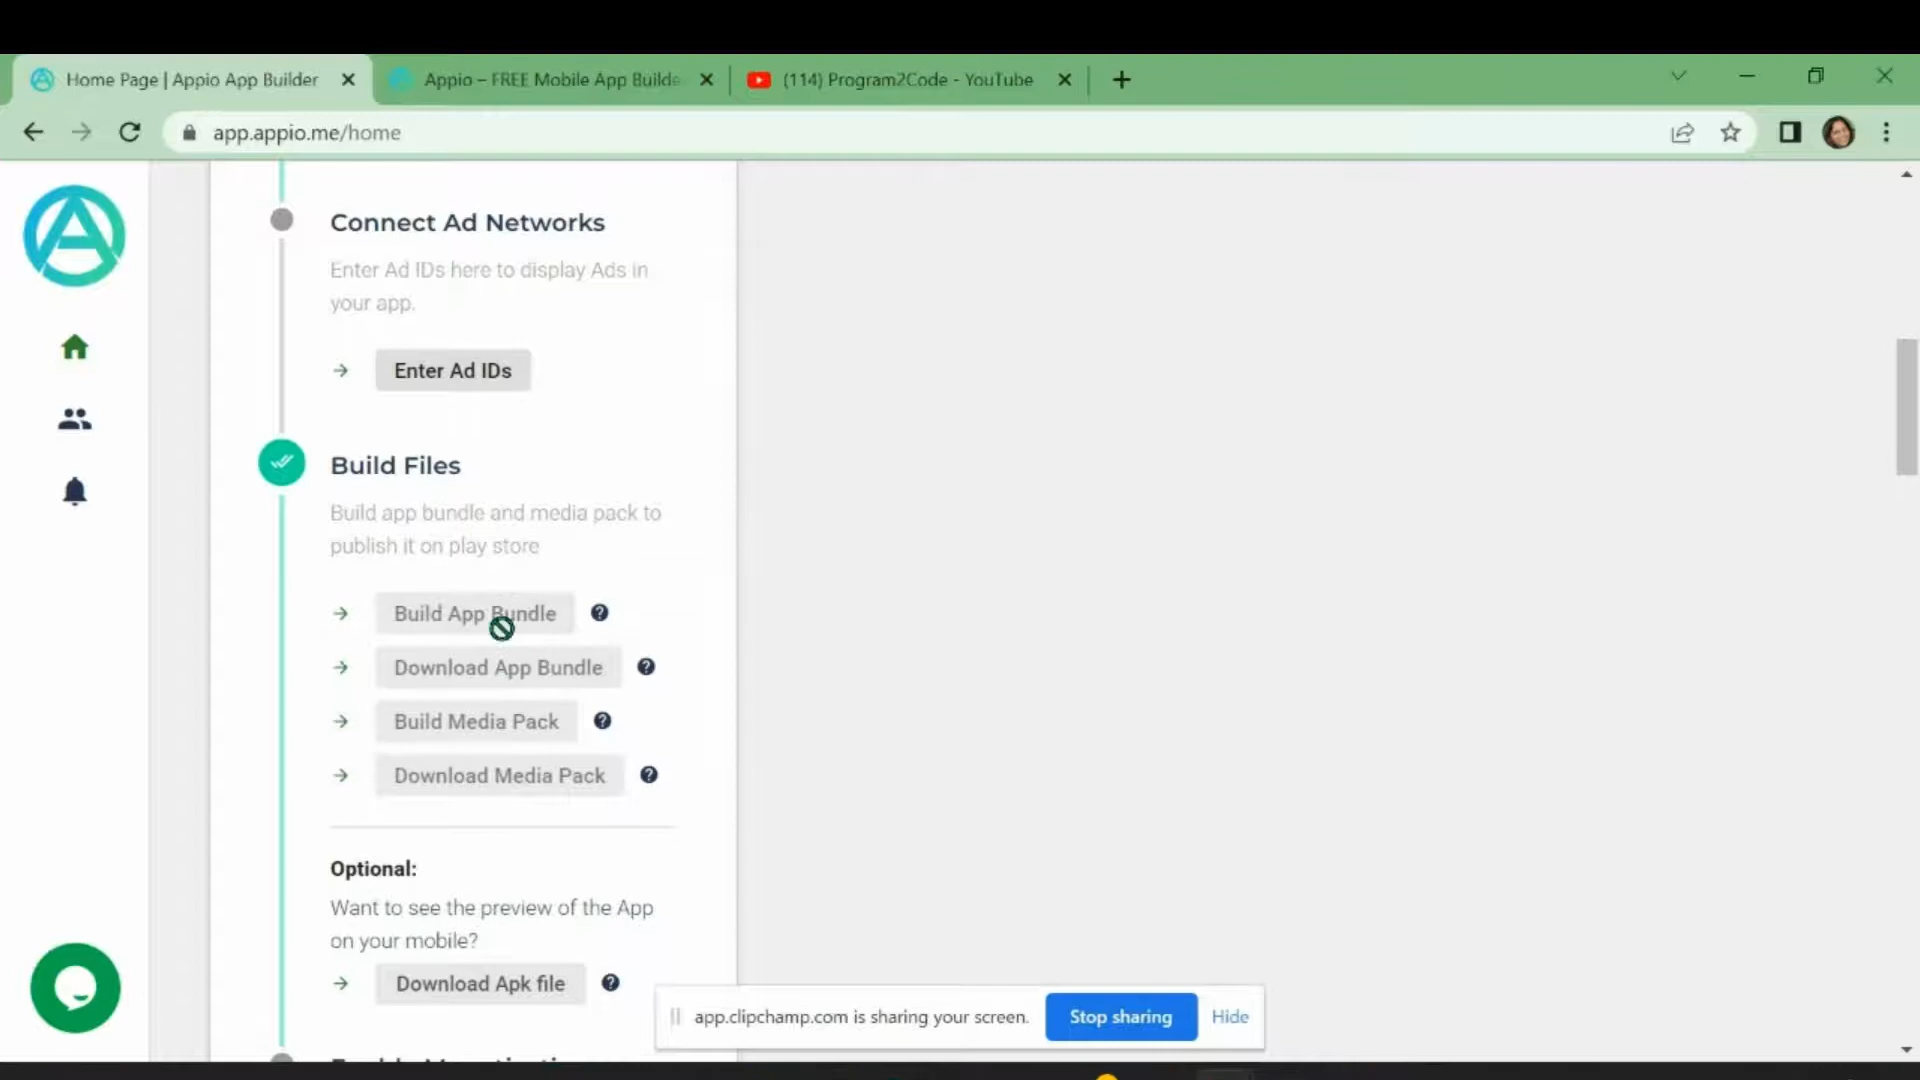 Home Page | Appio App Builder
Appio – FREE Mobile App Builde
(114) Program2Code - YouTube
app.appio.me/home
Connect Ad Networks
Enter Ad IDs here to display Ads in
your app.
Enter Ad IDs
Build Files
Build app bundle and media pack to
publish it on play store
Build App Bundle
Download App Bundle
Build Media Pack
Download Media Pack
Optional:
Want to see the preview of the App
on your mobile?
Download Apk file
app.clipchamp.com is sharing your screen.
Stop sharing
Hide